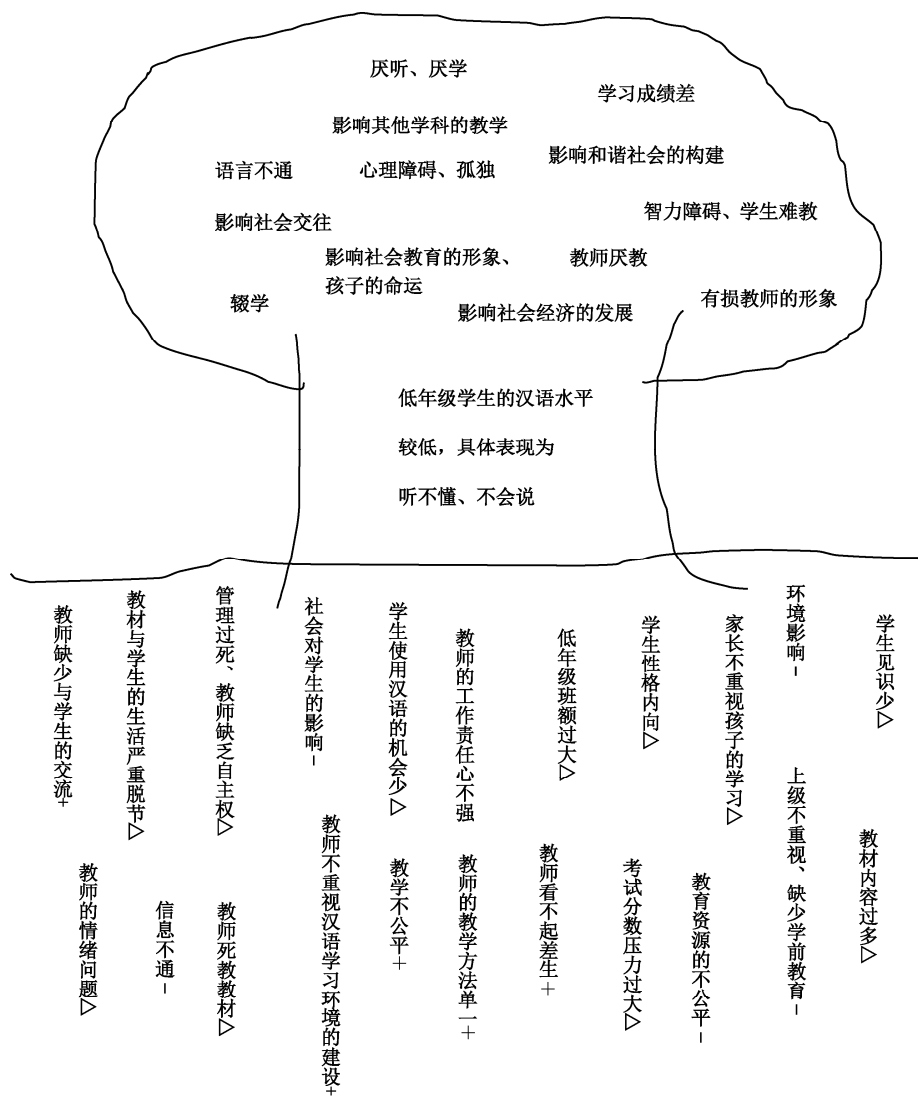 厌听、厌学
学习成绩差
影响其他学科的教学
影响和谐社会的构建
语言不通
心理障碍、孤独
智力障碍、学生难教
影响社会交往
影响社会教育的形象、
孩子的命运
教师厌教
辍学
影响社会经济的发展
有损教师的形象
低年级学生的汉语水平
较低，具体表现为
听不懂、不会说
教师缺少与学生的交流+
教材与学生的生活严重脱节▷
管理过死、教师缺乏自主权▷
社会对学生的影响-
学生使用汉语的机会少▷
教师的工作责任心不强
低年级班额过大▷
学生性格内向▷
家长不重视孩子的学习▷
环境影响-
学生见识少▷
教师的情绪问题▷
信息不通-
教师死教教材▷
教师不重视汉语学习环境的建设+
教学不公平+
教师的教学方法单一+
教师看不起差生+
考试分数压力过大▷
教育资源的不公平-
上级不重视、缺少学前教育-
教材内容过多▷